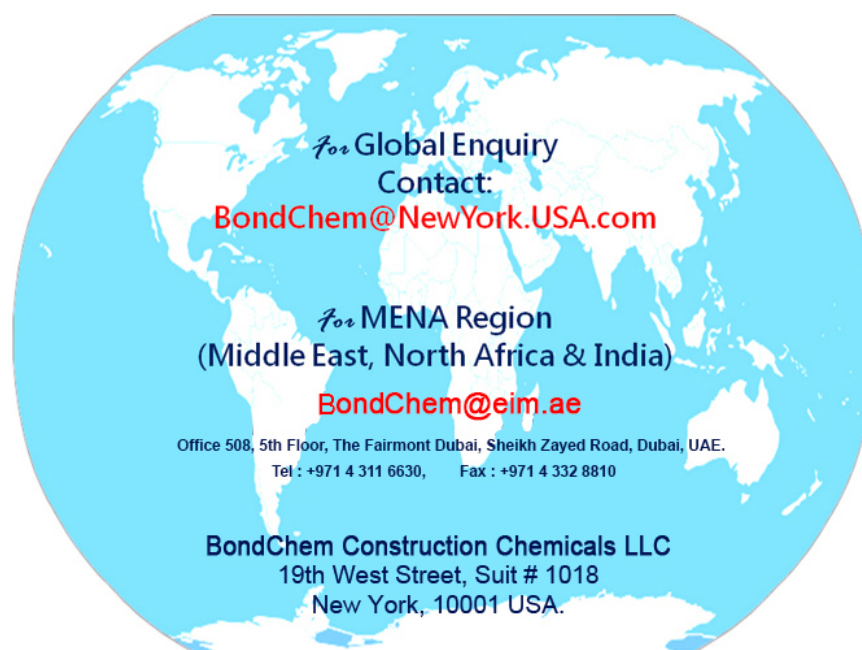 For Global Enquiry
Contact:
BondChem@NewYork.USA.com
For MENA Region
(Middle East, North Africa & India)
BondChem@eim.ae
Office 508, 5th Floor, The Fairmont Dubai, Sheikh Zayed Road, Dubai, UAE.
Tel : +971 4 311 6630, Fax : +971 4 332 8810
BondChem Construction Chemicals LLC
19th West Street, Suit # 1018
New York, 10001 USA.